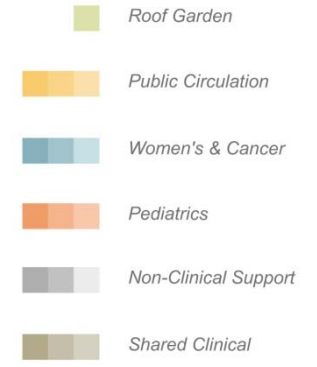 Roof Garden
Public Circulation
Women's & Cancer
Pediatrics
Non-Clinical Support
Shared Clinical